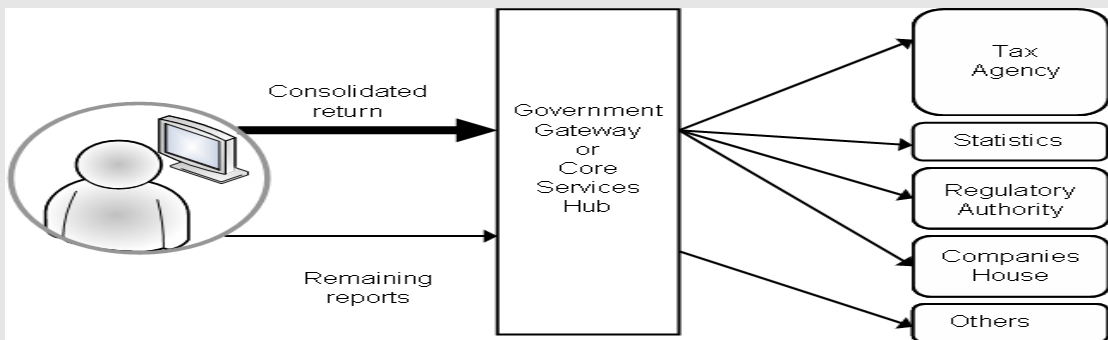 Consolidated
return
Remaining
reports
Government
Gateway
or
Core
Services
Hub
Tax
Agency
Statistics
Regulatory
Authority
Companies
House
Others